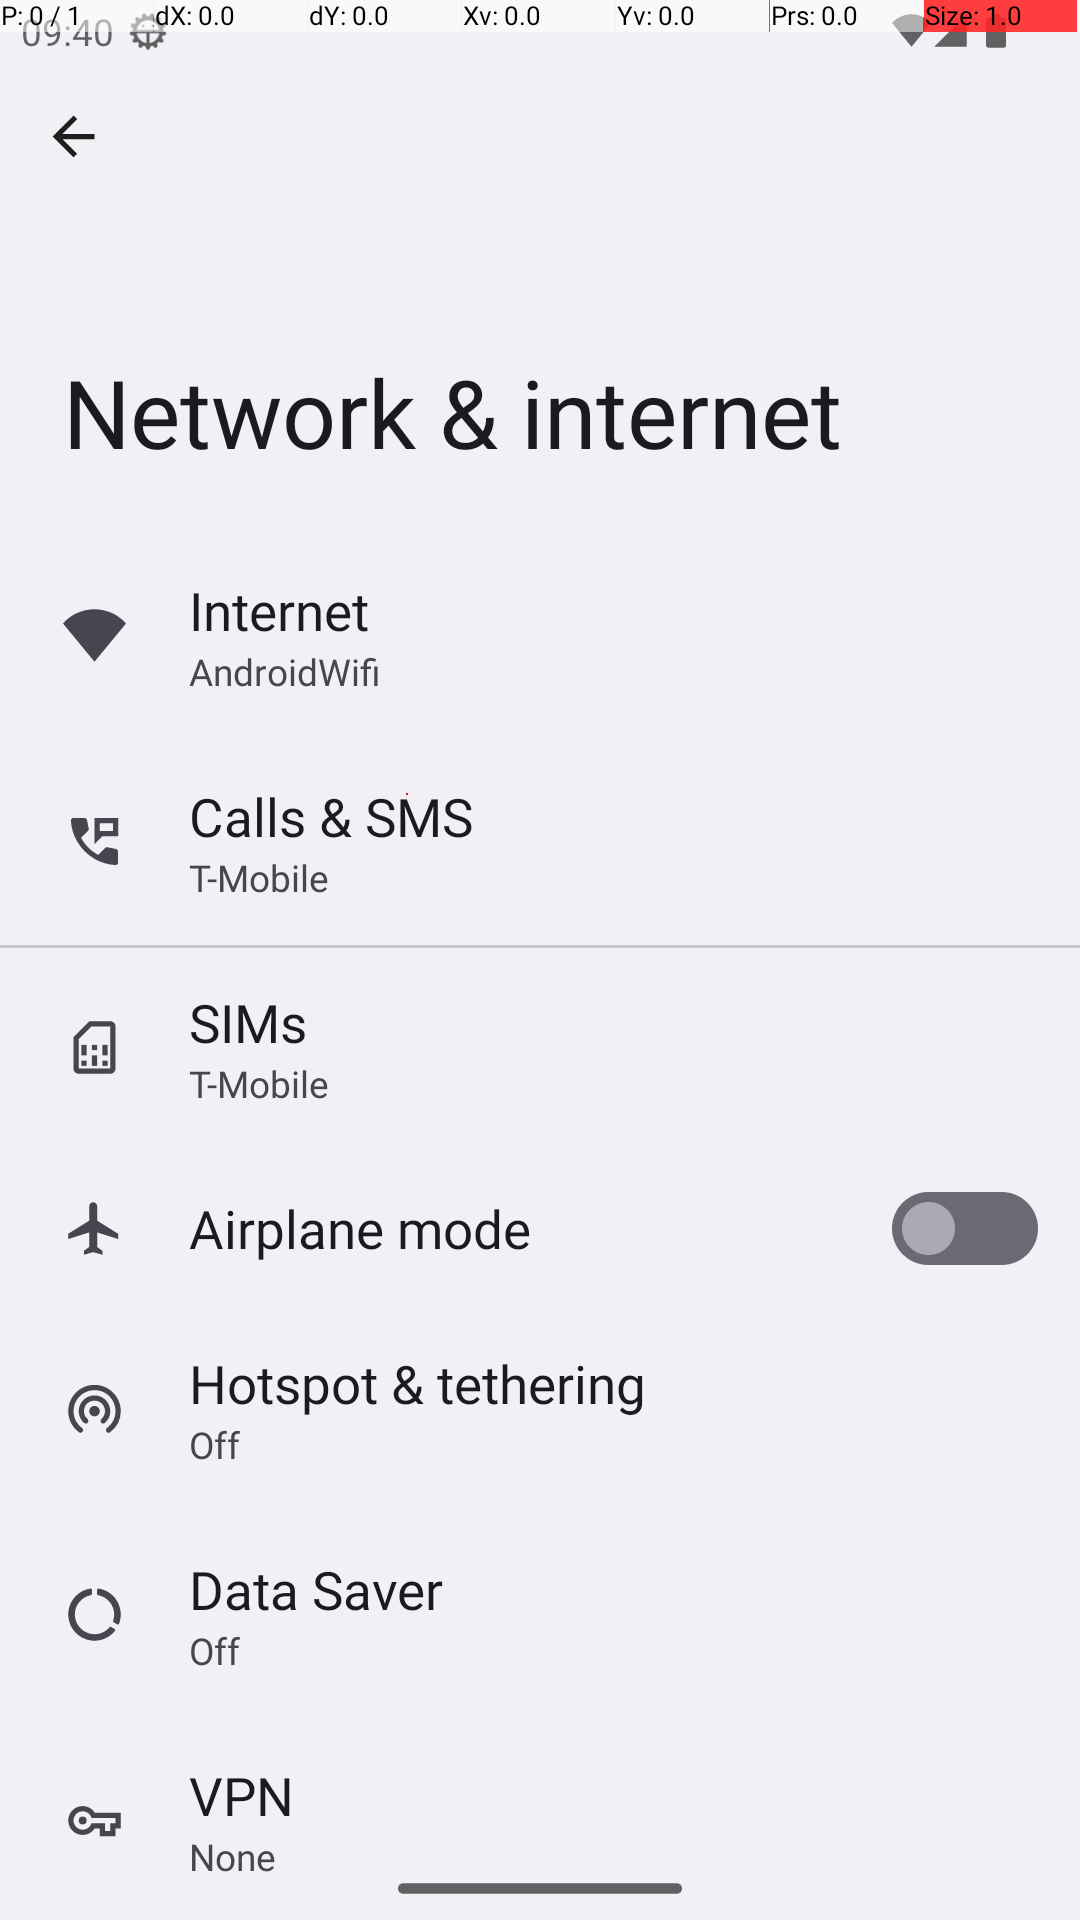 P: 0 / 1 dX: 0.0 dY: 0.0 Xv: 0.0 Yv: 0.0 Prs: 0.0 Size: 1.0
09:40
Network & internet
Internet
AndroidWifi
Calls & SMS
T-Mobile
SIMs
T-Mobile
Airplane mode
Hotspot & tethering
Off
Data Saver
Off
VPN
None